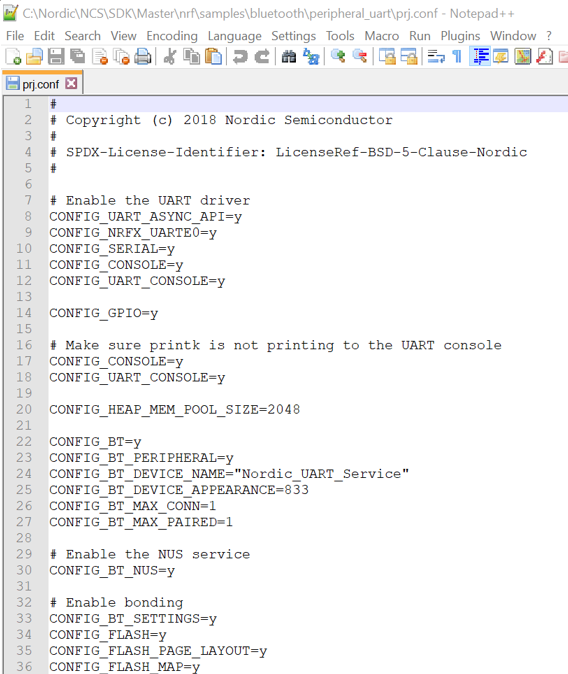 C:\Nordic\NCS\SDK\Master\nrf\samples\bluetooth\peripheral_uart\prj.conf - Notepad++
File Edit Search View Encoding Language Settings Tools Macro Run Plugins Window ?
prj.conf
1 #
2 # Copyright (c) 2018 Nordic Semiconductor
3 #
4 # SPDX-License-Identifier: LicenseRef-BSD-5-Clause-Nordic
5 #
6
7 # Enable the UART driver
8 CONFIG_UART_ASYNC_API=y
9 CONFIG_NRFX_UARTE0=y
10 CONFIG_SERIAL=y
11 CONFIG_CONSOLE=y
12 CONFIG_UART_CONSOLE=y
13
14 CONFIG_GPIO=y
15
16 # Make sure printk is not printing to the UART console
17 CONFIG_CONSOLE=y
18 CONFIG_UART_CONSOLE=y
19
20 CONFIG_HEAP_MEM_POOL_SIZE=2048
21
22 CONFIG_BT=y
23 CONFIG_BT_PERIPHERAL=y
24 CONFIG_BT_DEVICE_NAME="Nordic_UART_Service"
25 CONFIG_BT_DEVICE_APPEARANCE=833
26 CONFIG_BT_MAX_CONN=1
27 CONFIG_BT_MAX_PAIRED=1
28
29 # Enable the NUS service
30 CONFIG_BT_NUS=y
31
32 # Enable bonding
33 CONFIG_BT_SETTINGS=y
34 CONFIG_FLASH=y
35 CONFIG_FLASH_PAGE_LAYOUT=y
36 CONFIG_FLASH_MAP=y